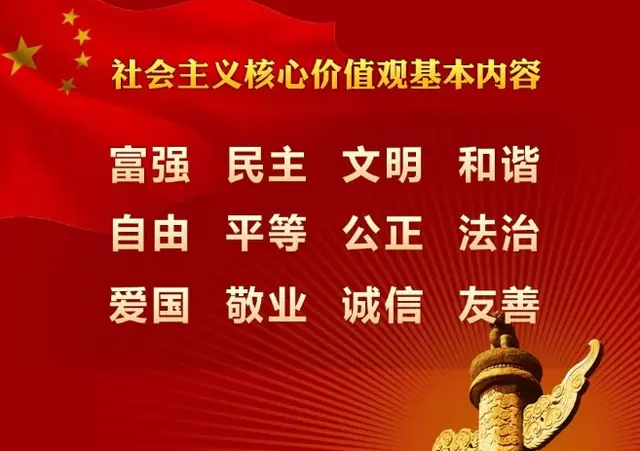 社会主义核心价值观基本内容
富强 民主 文明 和谐
自由 平等 公正 法治
爱国 敬业 诚信 友善